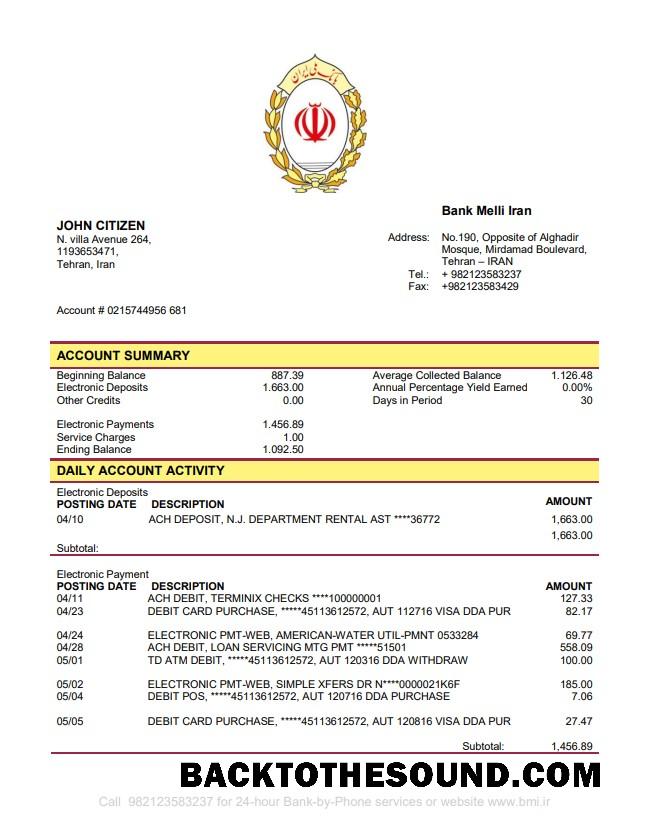 بانک ملی ایران
Bank Melli Iran
JOHN CITIZEN
N. villa Avenue 264,
1193653471,
Tehran, Iran
Address: No.190, Opposite of Alghadir
Mosque, Mirdamad Boulevard,
Tehran – IRAN
Tel.: + 982123583237
Fax: +982123583429
Account # 0215744956 681
ACCOUNT SUMMARY
Beginning Balance 887.39 Average Collected Balance 1.126.48
Electronic Deposits 1.663.00 Annual Percentage Yield Earned 0.00%
Other Credits 0.00 Days in Period 30
Electronic Payments 1.456.89
Service Charges 1.00
Ending Balance 1.092.50
DAILY ACCOUNT ACTIVITY
Electronic Deposits
POSTING DATE DESCRIPTION AMOUNT
04/10 ACH DEPOSIT, N.J. DEPARTMENT RENTAL AST ****36772 1,663.00
1,663.00
Subtotal:
Electronic Payment
POSTING DATE DESCRIPTION AMOUNT
04/11 ACH DEBIT, TERMINIX CHECKS ****100000001 127.33
04/23 DEBIT CARD PURCHASE, *****45113612572, AUT 112716 VISA DDA PUR 82.17
04/24 ELECTRONIC PMT-WEB, AMERICAN-WATER UTIL-PMNT 0533284 69.77
04/28 ACH DEBIT, LOAN SERVICING MTG PMT *****51501 558.09
05/01 TD ATM DEBIT, *****45113612572, AUT 120316 DDA WITHDRAW 100.00
05/02 ELECTRONIC PMT-WEB, SIMPLE XFERS DR N****0000021K6F 185.00
05/04 DEBIT POS, *****45113612572, AUT 120716 DDA PURCHASE 7.06
05/05 DEBIT CARD PURCHASE, *****45113612572, AUT 120816 VISA DDA PUR 27.47
Subtotal: 1,456.89
BACKTOTHESOUND.COM
Call 982123583237 for 24-hour Bank-by-Phone services or website www.bmi.ir